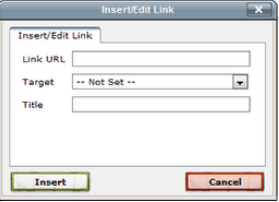 Insert/Edit Link
Insert/Edit Link
Link URL
Target -- Not Set --
Title
Insert Cancel